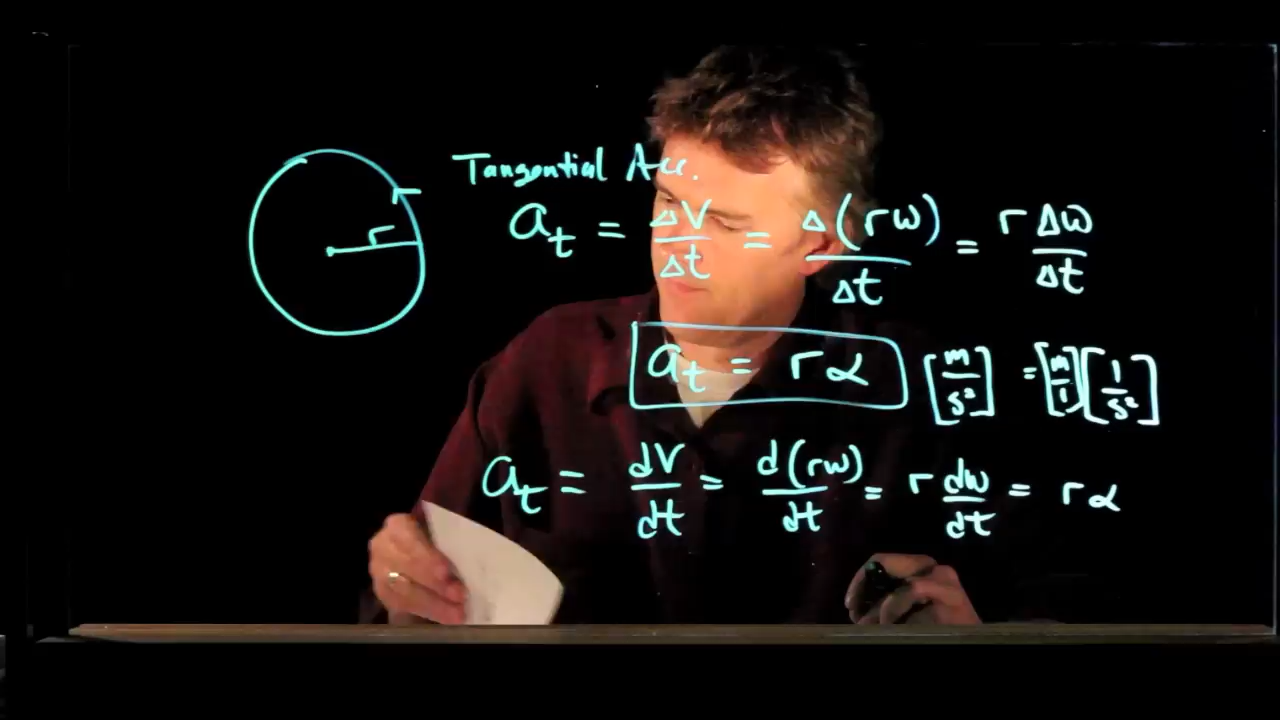 Tangential Acc.
r
a_t = ΔV/Δt = Δ(rω)/Δt = r Δω/Δt
a_t = rα [m/s²] = [m/1][1/s²]
a_t = dV/dt = d(rω)/dt = r dω/dt = rα